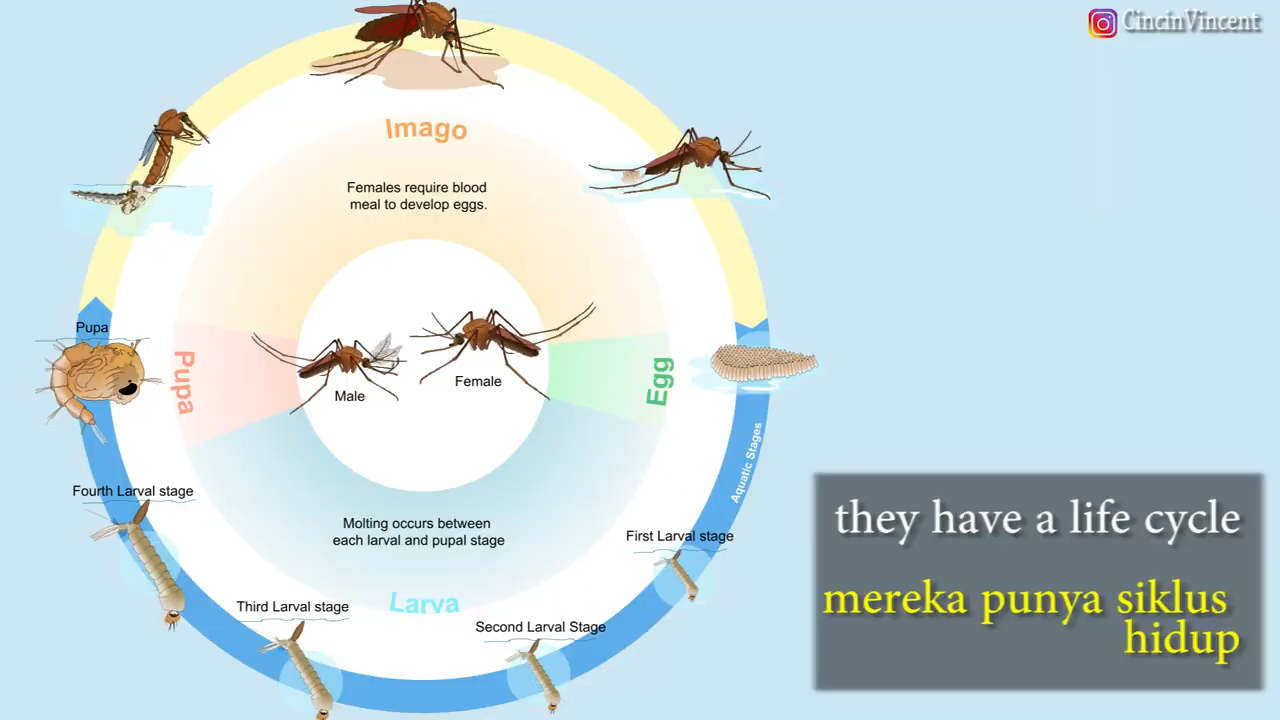 CincinVincent
Imago
Females require blood
meal to develop eggs.
Pupa
Pupa
Male
Female
Egg
Aquatic Stages
Fourth Larval stage
Molting occurs between
each larval and pupal stage
First Larval stage
Third Larval stage
Larva
Second Larval Stage
they have a life cycle
mereka punya siklus
hidup